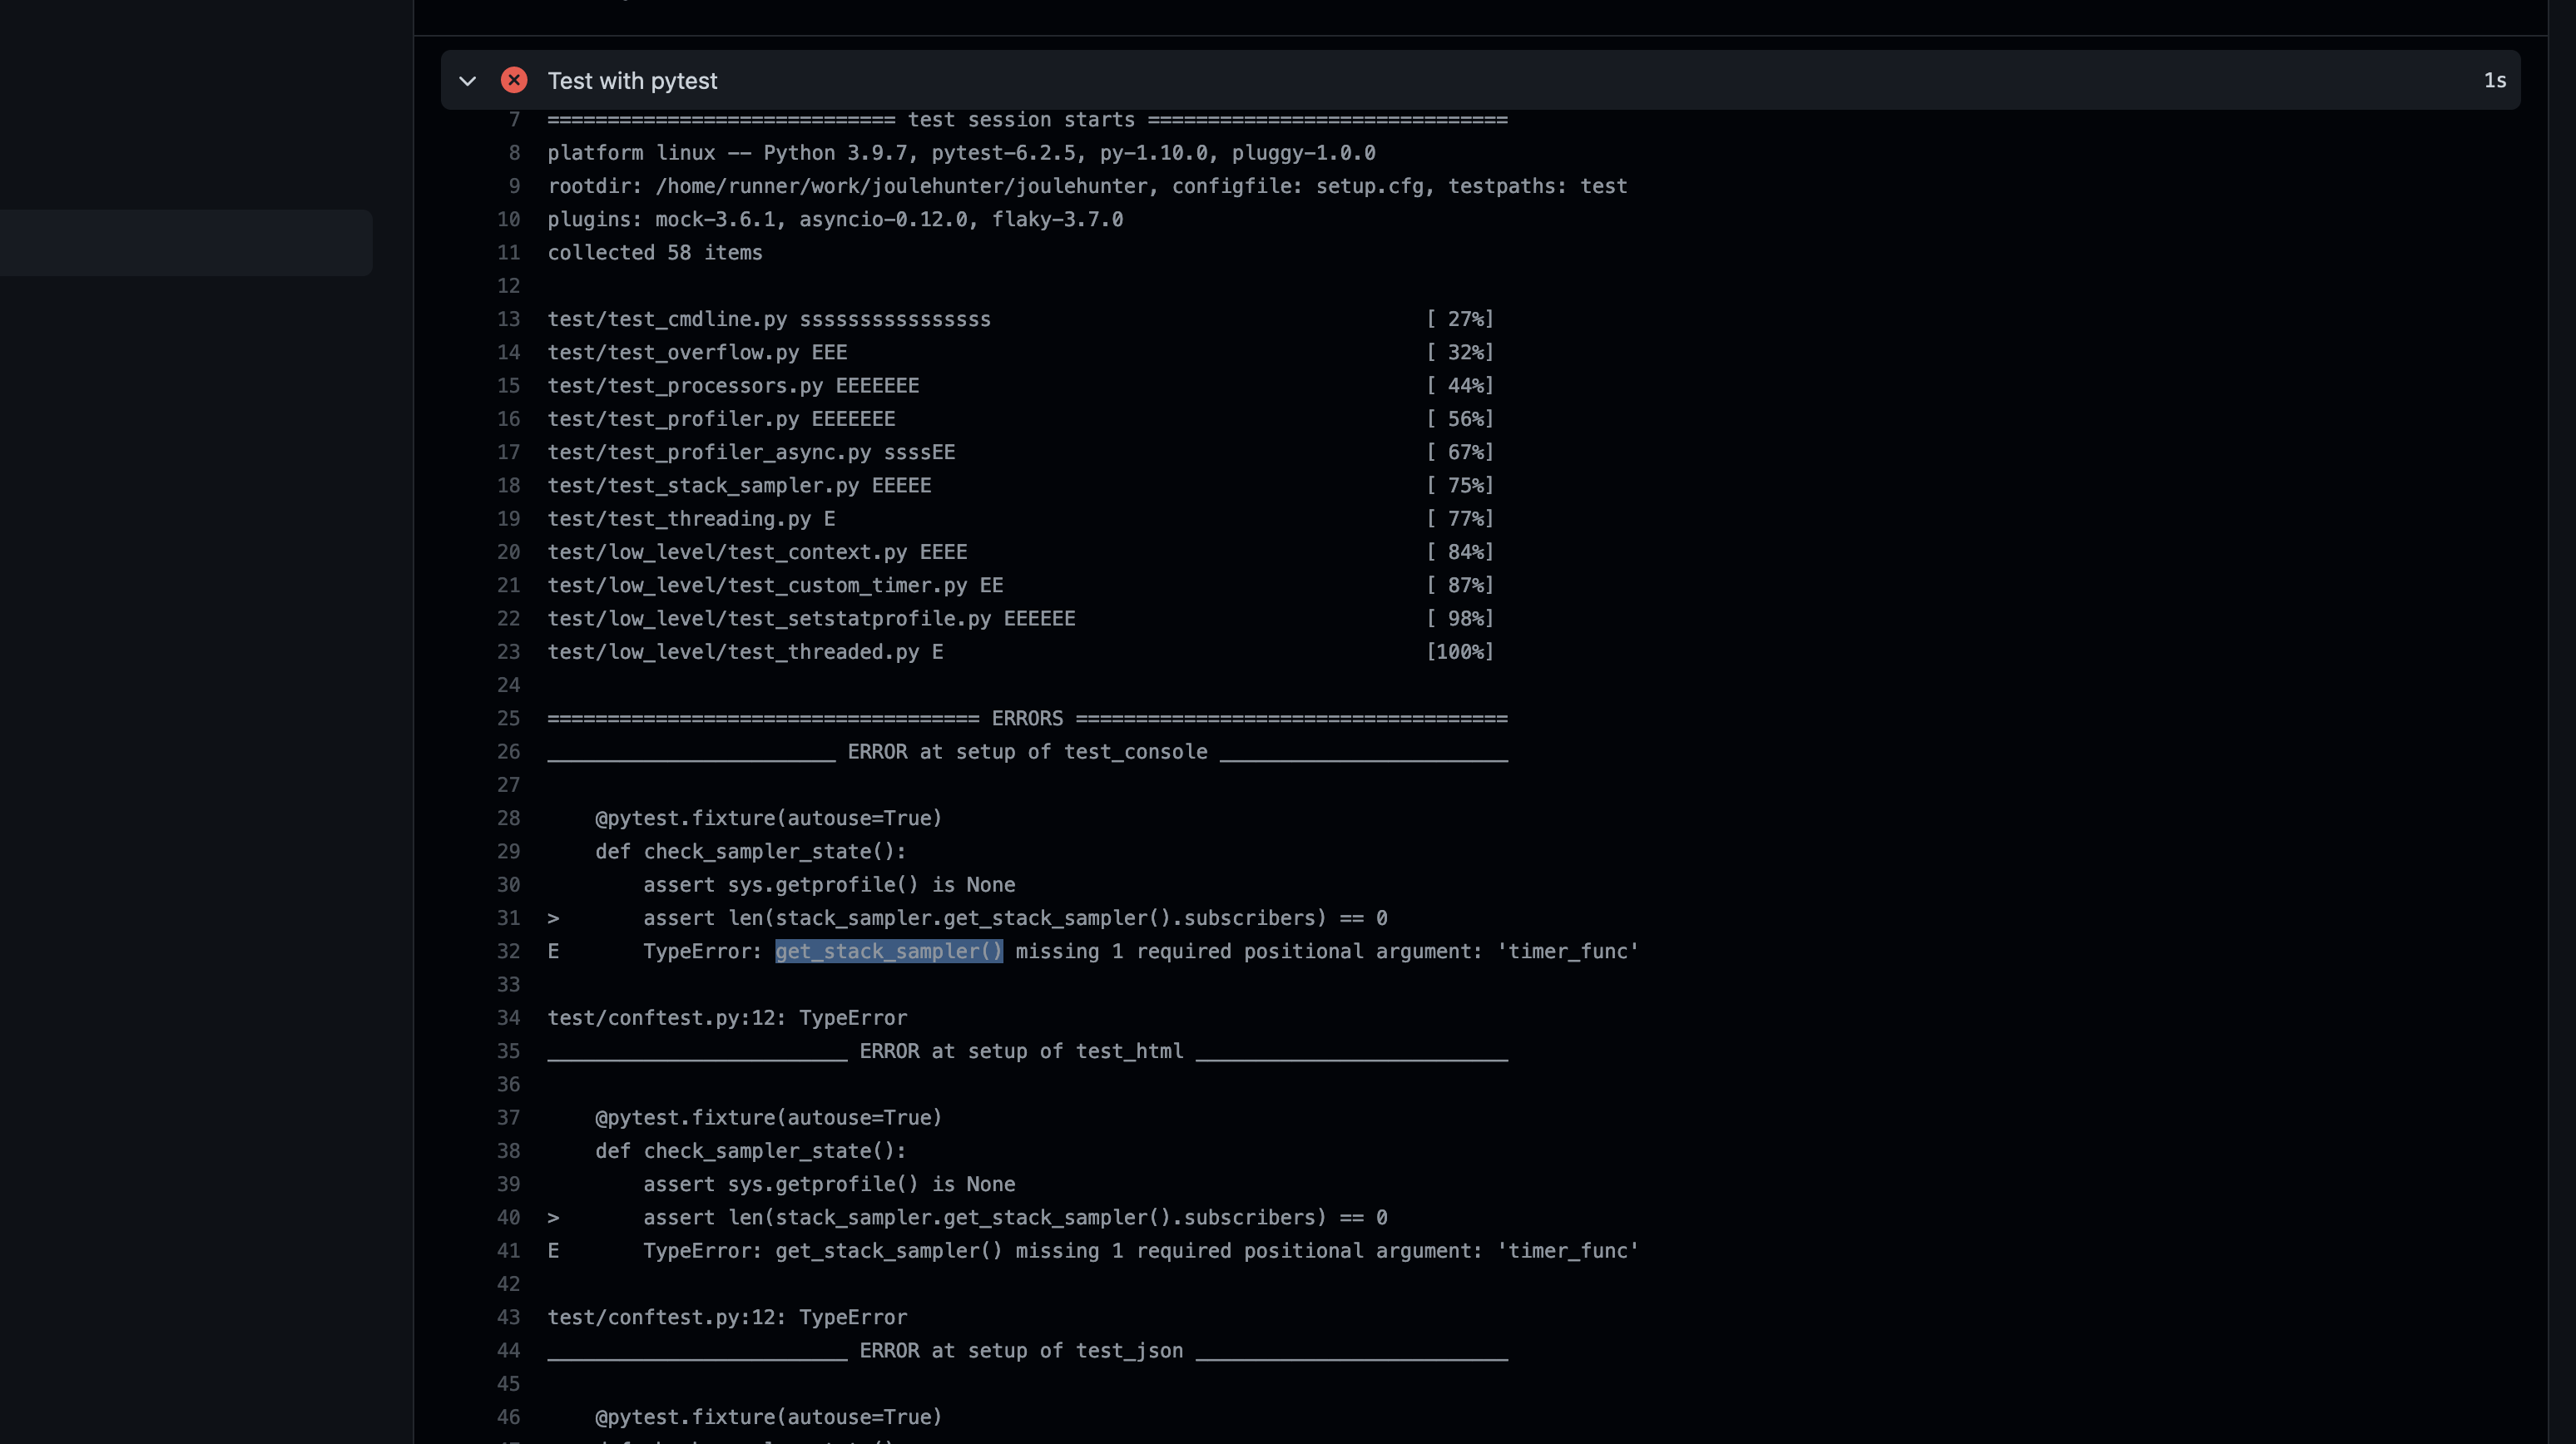 Test with pytest 1s
7 ============================= test session starts ==============================
8 platform linux -- Python 3.9.7, pytest-6.2.5, py-1.10.0, pluggy-1.0.0
9 rootdir: /home/runner/work/joulehunter/joulehunter, configfile: setup.cfg, testpaths: test
10 plugins: mock-3.6.1, asyncio-0.12.0, flaky-3.7.0
11 collected 58 items
12
13 test/test_cmdline.py ssssssssssssssss [ 27%]
14 test/test_overflow.py EEE [ 32%]
15 test/test_processors.py EEEEEEE [ 44%]
16 test/test_profiler.py EEEEEEE [ 56%]
17 test/test_profiler_async.py ssssEE [ 67%]
18 test/test_stack_sampler.py EEEEE [ 75%]
19 test/test_threading.py E [ 77%]
20 test/low_level/test_context.py EEEE [ 84%]
21 test/low_level/test_custom_timer.py EE [ 87%]
22 test/low_level/test_setstatprofile.py EEEEEE [ 98%]
23 test/low_level/test_threaded.py E [100%]
24
25 ==================================== ERRORS ====================================
26 ________________________ ERROR at setup of test_console ________________________
27
28 @pytest.fixture(autouse=True)
29 def check_sampler_state():
30 assert sys.getprofile() is None
31 > assert len(stack_sampler.get_stack_sampler().subscribers) == 0
32 E TypeError: get_stack_sampler() missing 1 required positional argument: 'timer_func'
33
34 test/conftest.py:12: TypeError
35 _________________________ ERROR at setup of test_html __________________________
36
37 @pytest.fixture(autouse=True)
38 def check_sampler_state():
39 assert sys.getprofile() is None
40 > assert len(stack_sampler.get_stack_sampler().subscribers) == 0
41 E TypeError: get_stack_sampler() missing 1 required positional argument: 'timer_func'
42
43 test/conftest.py:12: TypeError
44 _________________________ ERROR at setup of test_json __________________________
45
46 @pytest.fixture(autouse=True)